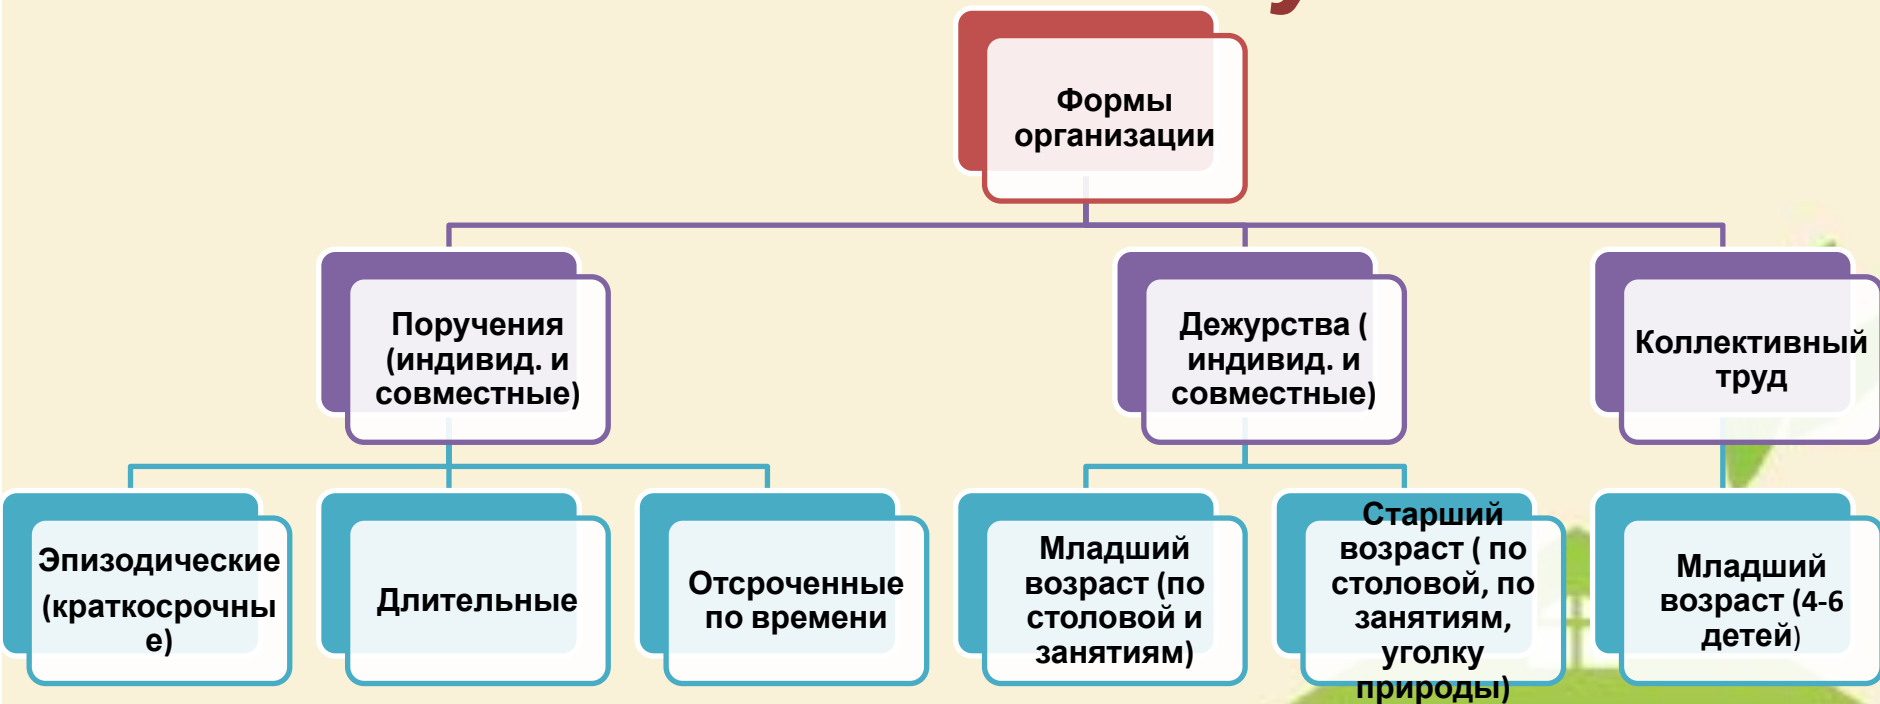 Формы
организации
Поручения
(индивид. и
совместные)
Дежурства (
индивид. и
совместные)
Коллективный
труд
Эпизодические
(краткосрочны
е)
Длительные
Отсроченные
по времени
Младший
возраст (по
столовой и
занятиям)
Старший
возраст ( по
столовой, по
занятиям,
уголку
природы)
Младший
возраст (4-6
детей)